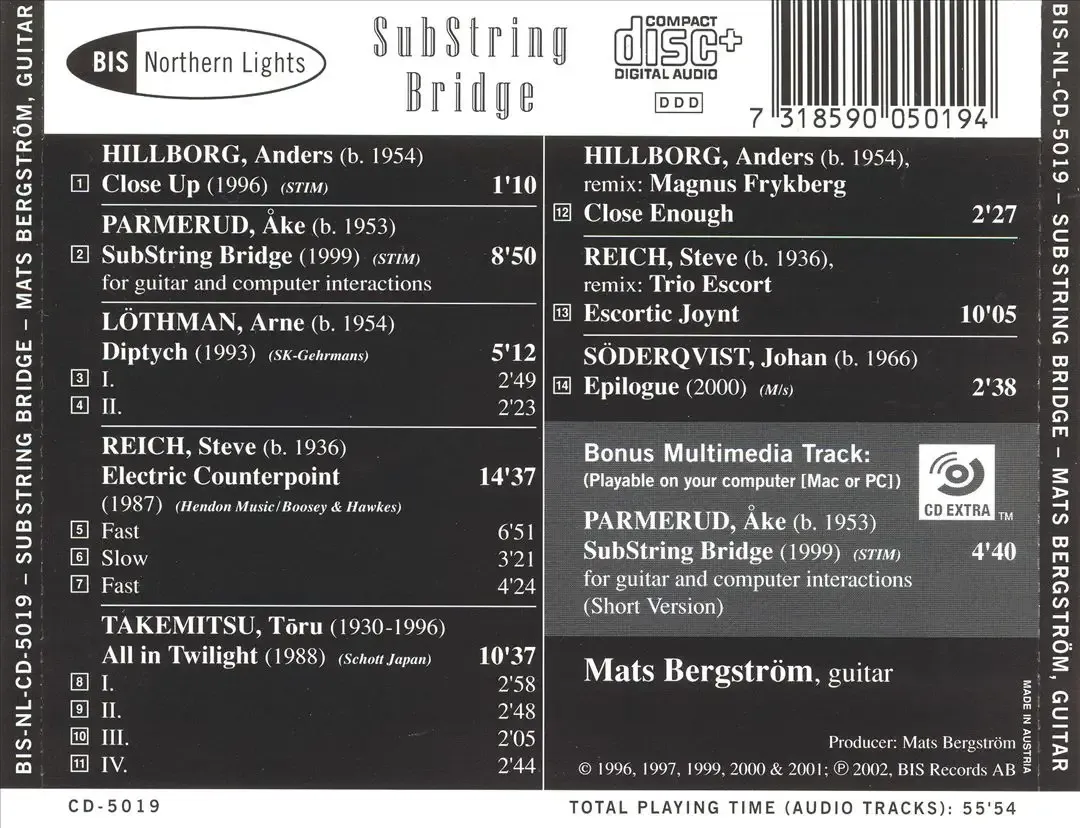 BIS Northern Lights
SubString
Bridge
COMPACT
disc+
DIGITAL AUDIO
DDD
7 318590 050194
HILLBORG, Anders (b. 1954)
1 Close Up (1996) (STIM) 1'10
PARMERUD, Åke (b. 1953)
2 SubString Bridge (1999) (STIM) 8'50
for guitar and computer interactions
LÖTHMAN, Arne (b. 1954)
Diptych (1993) (SK-Gehrmans) 5'12
3 I. 2'49
4 II. 2'23
REICH, Steve (b. 1936)
Electric Counterpoint 14'37
(1987) (Hendon Music/Boosey & Hawkes)
5 Fast 6'51
6 Slow 3'21
7 Fast 4'24
TAKEMITSU, Tōru (1930-1996)
All in Twilight (1988) (Schott Japan) 10'37
8 I. 2'58
9 II. 2'48
10 III. 2'05
11 IV. 2'44
HILLBORG, Anders (b. 1954),
remix: Magnus Frykberg
12 Close Enough 2'27
REICH, Steve (b. 1936),
remix: Trio Escort
13 Escortic Joynt 10'05
SÖDERQVIST, Johan (b. 1966)
14 Epilogue (2000) (M/s) 2'38
Bonus Multimedia Track:
(Playable on your computer [Mac or PC])
CD EXTRA TM
PARMERUD, Åke (b. 1953)
SubString Bridge (1999) (STIM) 4'40
for guitar and computer interactions
(Short Version)
Mats Bergström, guitar
Producer: Mats Bergström
© 1996, 1997, 1999, 2000 & 2001; ℗ 2002, BIS Records AB
MADE IN AUSTRIA
CD-5019
TOTAL PLAYING TIME (AUDIO TRACKS): 55'54
BIS-NL-CD-5019 – SUBSTRING BRIDGE – MATS BERGSTRÖM, GUITAR
BIS-NL-CD-5019 – SUBSTRING BRIDGE – MATS BERGSTRÖM, GUITAR